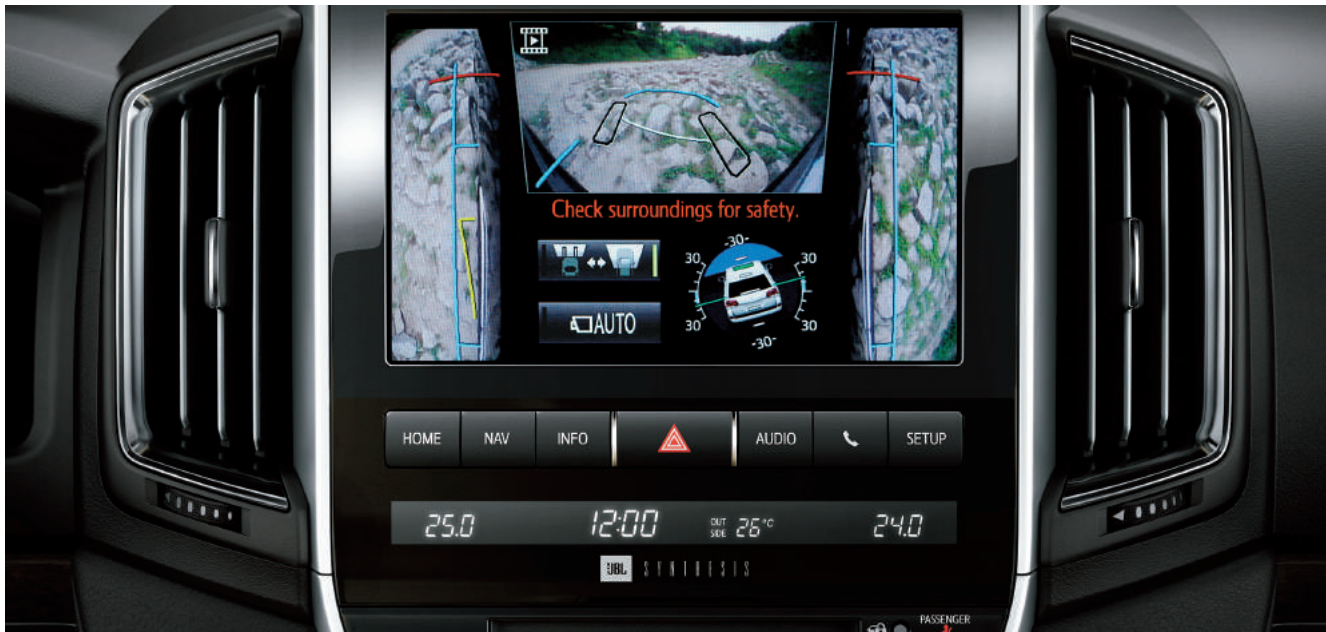 Check surroundings for safety.
-30-
30 30
AUTO
30 30
-30-
HOME NAV INFO AUDIO SETUP
25.0 12:00 OUT SIDE 26°C 24.0
JBL SYNTHESIS
PASSENGER